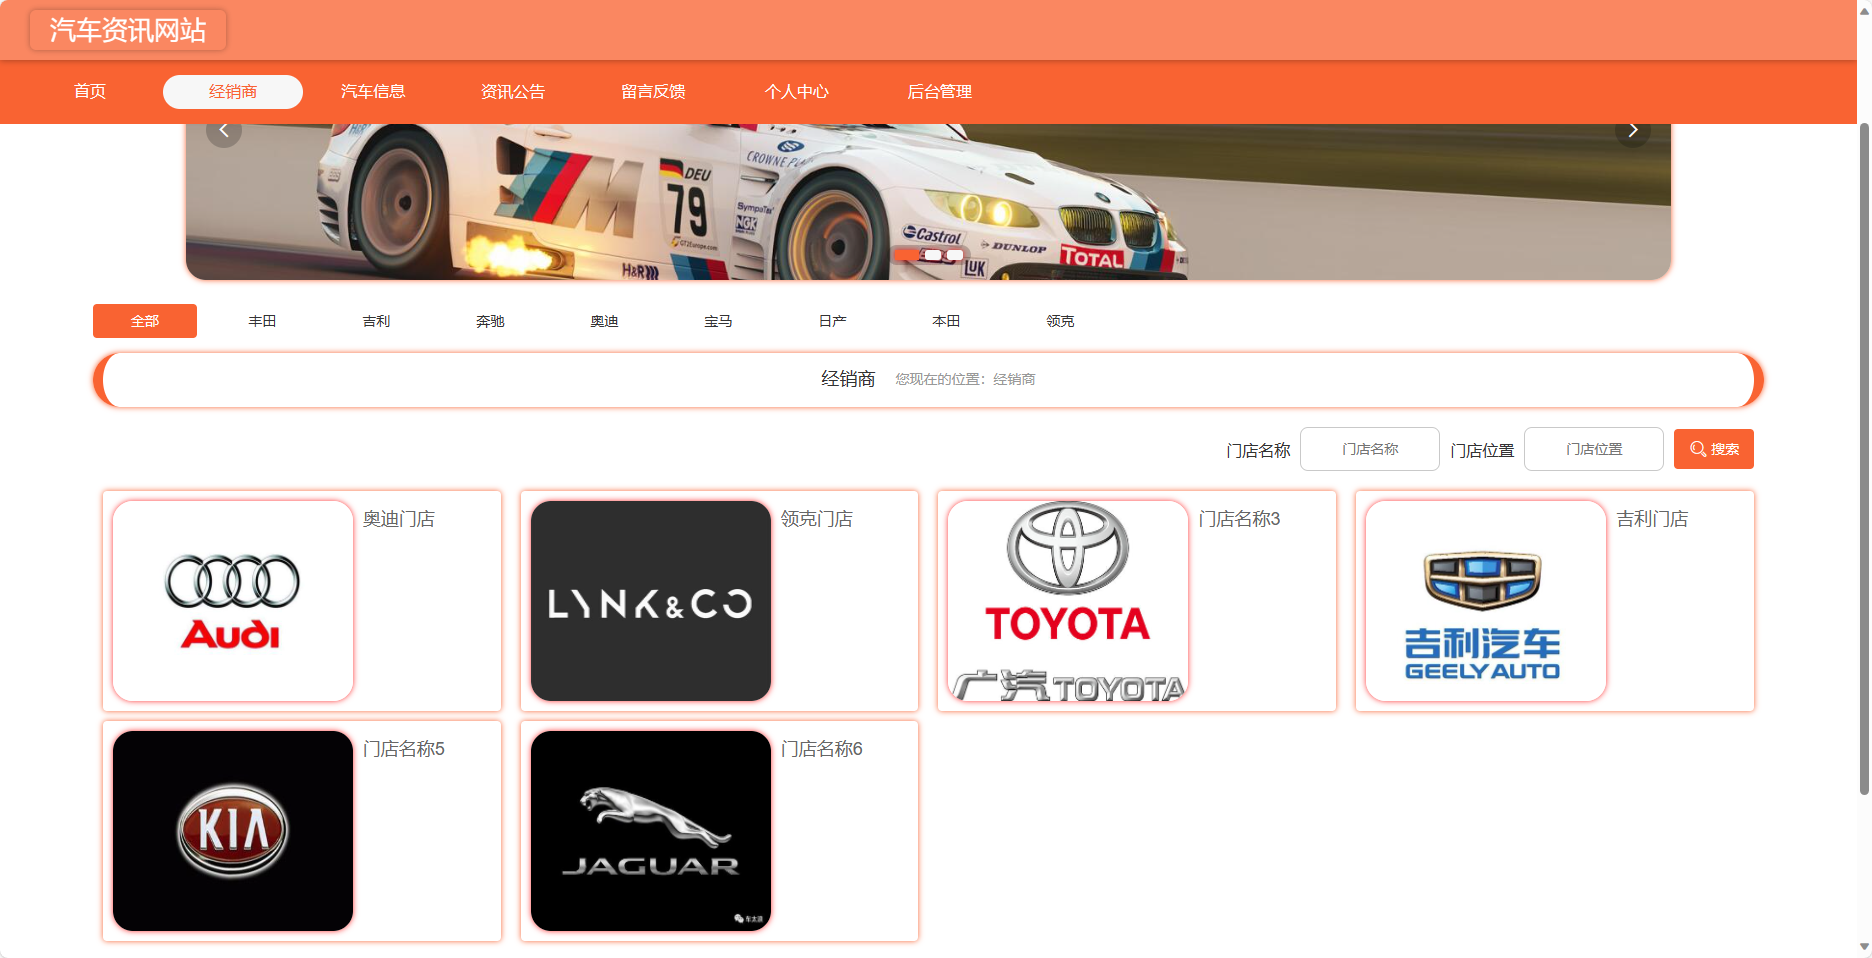 汽车资讯网站
首页 经销商 汽车信息 资讯公告 留言反馈 个人中心 后台管理
H&R
CROWNE PL
DEU
79
SympaTex
NGK
GT2Europe.com
M
Castrol
DUNLOP
TOTAL
LUK
H&R
全部 丰田 吉利 奔驰 奥迪 宝马 日产 本田 领克
经销商 您现在的位置：经销商
门店名称 门店名称 门店位置 门店位置 搜索
Audi
奥迪门店
LYNK&CO
领克门店
TOYOTA
广汽TOYOTA
门店名称3
吉利汽车
GEELY AUTO
吉利门店
KIA
门店名称5
JAGUAR
门店名称6